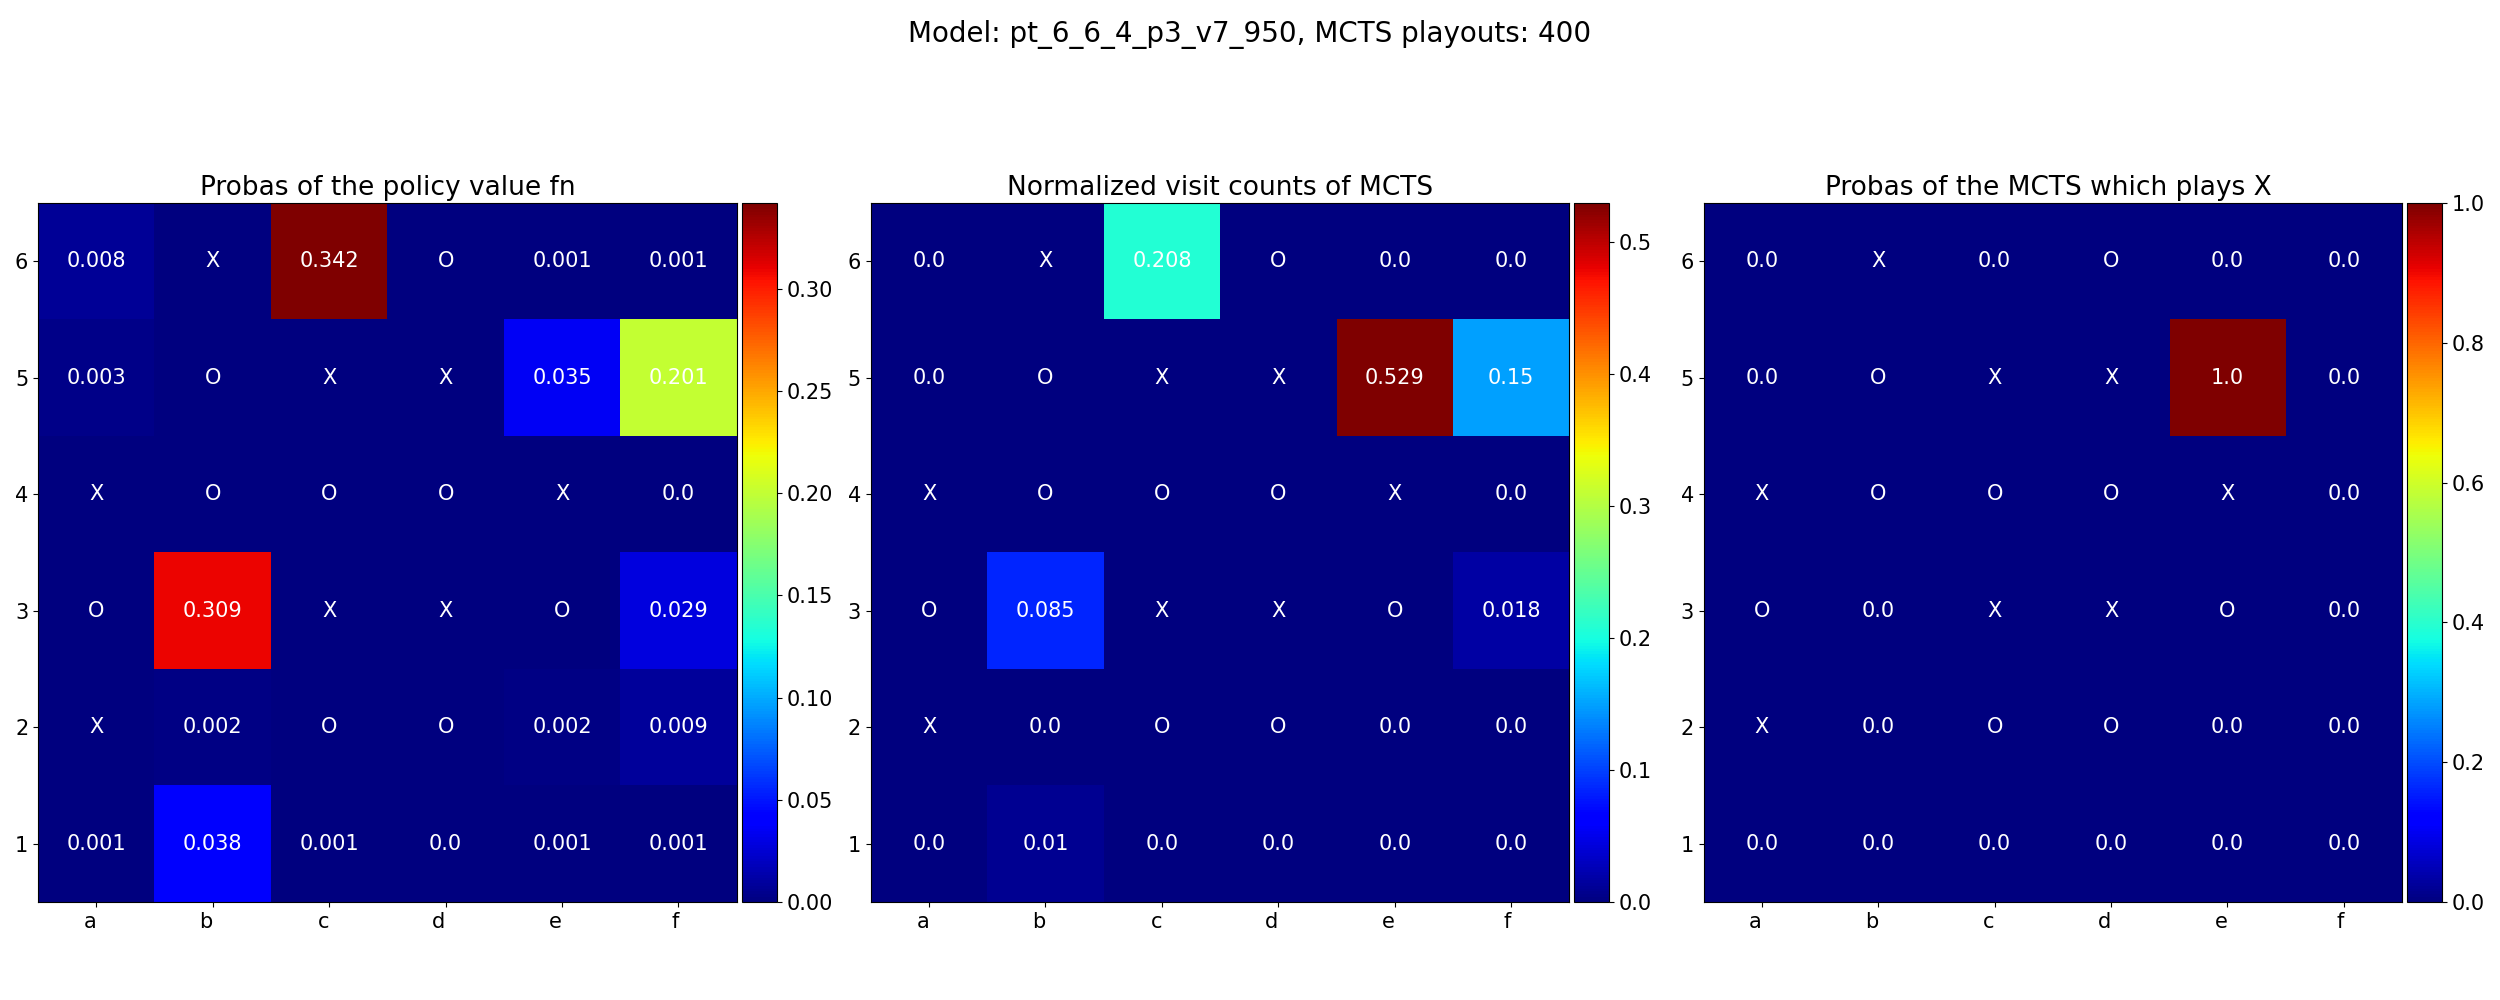 Model: pt_6_6_4_p3_v7_950, MCTS playouts: 400
Probas of the policy value fn
6 0.008 X 0.342 O 0.001 0.001
5 0.003 O X X 0.035 0.201
4 X O O O X 0.0
3 O 0.309 X X O 0.029
2 X 0.002 O O 0.002 0.009
1 0.001 0.038 0.001 0.0 0.001 0.001
a b c d e f
0.30
0.25
0.20
0.15
0.10
0.05
0.00
Normalized visit counts of MCTS
6 0.0 X 0.208 O 0.0 0.0
5 0.0 O X X 0.529 0.15
4 X O O O X 0.0
3 O 0.085 X X O 0.018
2 X 0.0 O O 0.0 0.0
1 0.0 0.01 0.0 0.0 0.0 0.0
a b c d e f
0.5
0.4
0.3
0.2
0.1
0.0
Probas of the MCTS which plays X
6 0.0 X 0.0 O 0.0 0.0
5 0.0 O X X 1.0 0.0
4 X O O O X 0.0
3 O 0.0 X X O 0.0
2 X 0.0 O O 0.0 0.0
1 0.0 0.0 0.0 0.0 0.0 0.0
a b c d e f
1.0
0.8
0.6
0.4
0.2
0.0